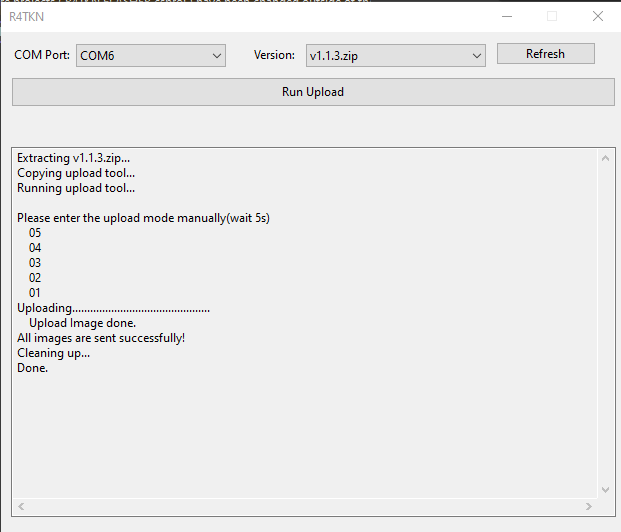 R4TKN
COM Port: COM6 Version: v1.1.3.zip Refresh
Run Upload
Extracting v1.1.3.zip...
Copying upload tool...
Running upload tool...
Please enter the upload mode manually(wait 5s)
05
04
03
02
01
Uploading..............................................
Upload Image done.
All images are sent successfully!
Cleaning up...
Done.